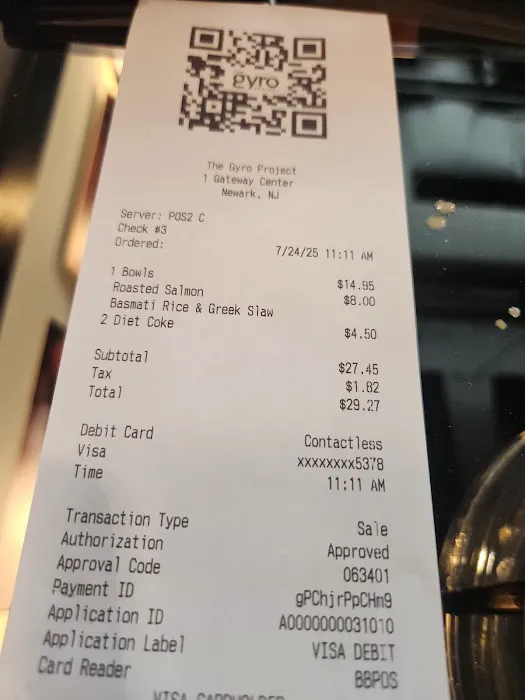 gyro
The Gyro Project
1 Gateway Center
Newark, NJ
Server: POS2 C
Check #3
Ordered: 7/24/25 11:11 AM
1 Bowls $14.95
Roasted Salmon $8.00
Basmati Rice & Greek Slaw
2 Diet Coke $4.50
Subtotal $27.45
Tax $1.82
Total $29.27
Debit Card Contactless
Visa xxxxxxxx5378
Time 11:11 AM
Transaction Type Sale
Authorization Approved
Approval Code 063401
Payment ID gPChjrPpCHm9
Application ID A0000000031010
Application Label VISA DEBIT
Card Reader BBPOS
VISA CARDHOLDER